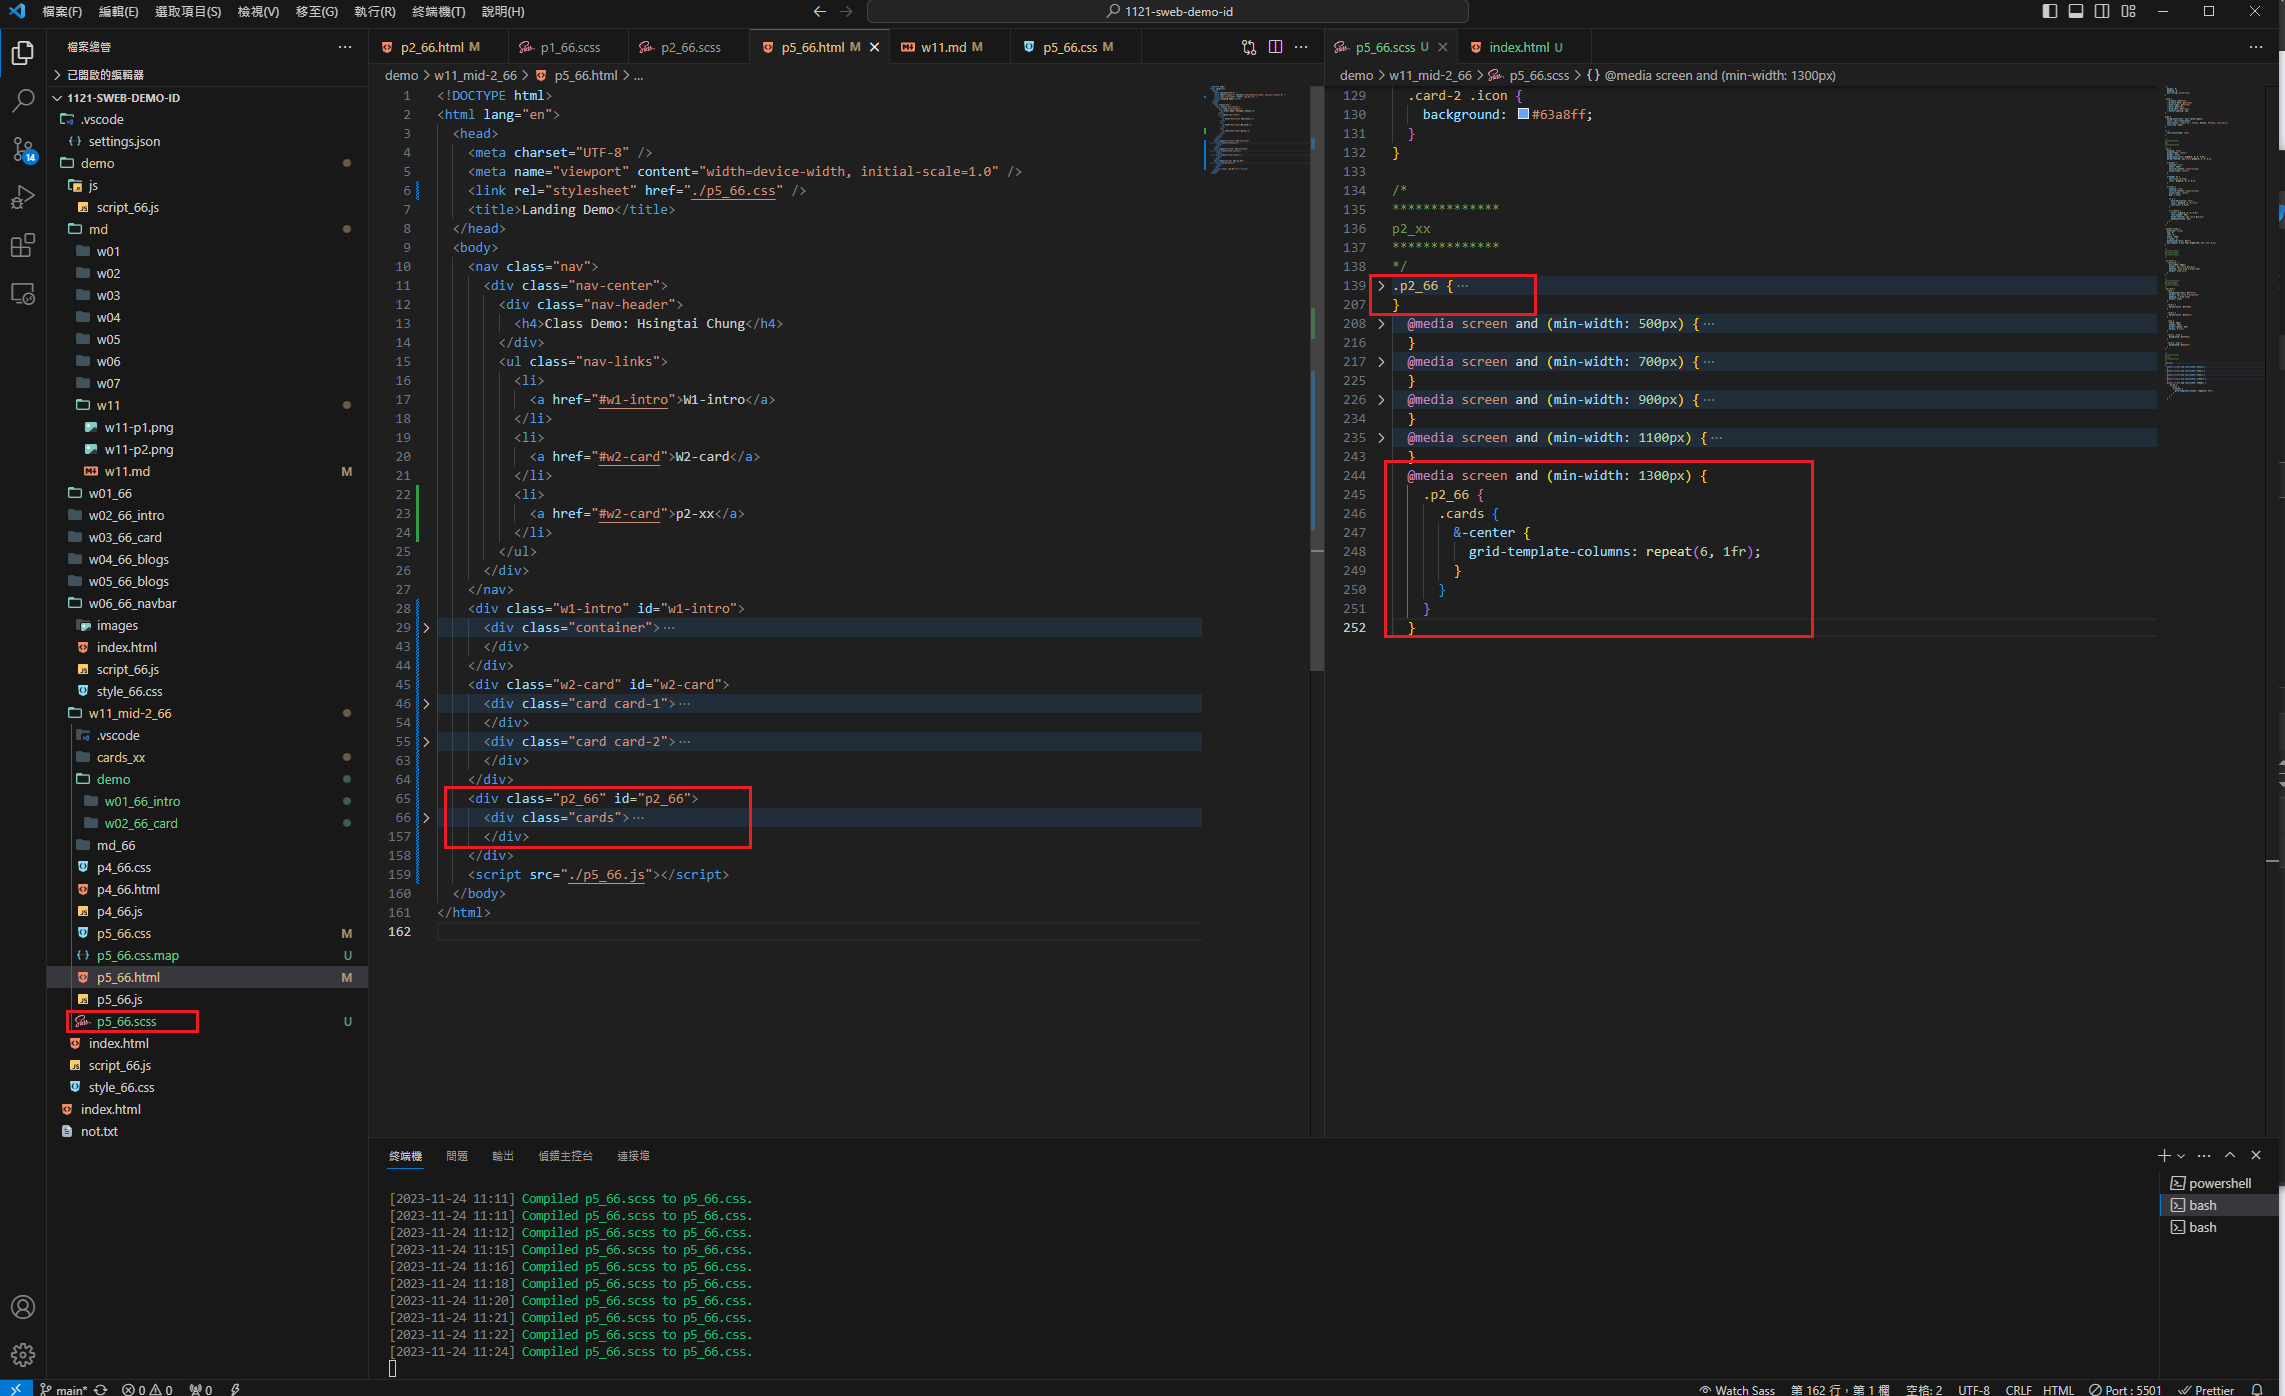 檔案(F) 編輯(E) 選取項目(S) 檢視(V) 移至(G) 執行(R) 終端機(T) 說明(H)
1121-sweb-demo-id
檔案總管
已開啟的編輯器
1121-SWEB-DEMO-ID
.vscode
settings.json
demo
js
script_66.js
md
w01
w02
w03
w04
w05
w06
w07
w11
w11-p1.png
w11-p2.png
w11.md M
w01_66
w02_66_intro
w03_66_card
w04_66_blogs
w05_66_blogs
w06_66_navbar
images
index.html
script_66.js
style_66.css
w11_mid-2_66
.vscode
cards_xx
demo
w01_66_intro
w02_66_card
md_66
p4_66.css
p4_66.html
p4_66.js
p5_66.css M
p5_66.css.map U
p5_66.html M
p5_66.js
p5_66.scss U
index.html
script_66.js
style_66.css
index.html
not.txt
14
p2_66.html M p1_66.scss p2_66.scss p5_66.html M w11.md M p5_66.css M
demo > w11_mid-2_66 > p5_66.html > ...
1 <!DOCTYPE html>
2 <html lang="en">
3 <head>
4 <meta charset="UTF-8" />
5 <meta name="viewport" content="width=device-width, initial-scale=1.0" />
6 <link rel="stylesheet" href="./p5_66.css" />
7 <title>Landing Demo</title>
8 </head>
9 <body>
10 <nav class="nav">
11 <div class="nav-center">
12 <div class="nav-header">
13 <h4>Class Demo: Hsingtai Chung</h4>
14 </div>
15 <ul class="nav-links">
16 <li>
17 <a href="#w1-intro">W1-intro</a>
18 </li>
19 <li>
20 <a href="#w2-card">W2-card</a>
21 </li>
22 <li>
23 <a href="#w2-card">p2-xx</a>
24 </li>
25 </ul>
26 </div>
27 </nav>
28 <div class="w1-intro" id="w1-intro">
29 <div class="container">…
43 </div>
44 </div>
45 <div class="w2-card" id="w2-card">
46 <div class="card card-1">…
54 </div>
55 <div class="card card-2">…
63 </div>
64 </div>
65 <div class="p2_66" id="p2_66">
66 <div class="cards">…
157 </div>
158 </div>
159 <script src="./p5_66.js"></script>
160 </body>
161 </html>
162
p5_66.scss U index.html U
demo > w11_mid-2_66 > p5_66.scss > {} @media screen and (min-width: 1300px)
129 .card-2 .icon {
130 background: #63a8ff;
131 }
132 }
133
134 /*
135 **************
136 p2_xx
137 **************
138 */
139 .p2_66 {…
207 }
208 @media screen and (min-width: 500px) {…
216 }
217 @media screen and (min-width: 700px) {…
225 }
226 @media screen and (min-width: 900px) {…
234 }
235 @media screen and (min-width: 1100px) {…
243 }
244 @media screen and (min-width: 1300px) {
245 .p2_66 {
246 .cards {
247 &-center {
248 grid-template-columns: repeat(6, 1fr);
249 }
250 }
251 }
252 }
終端機 問題 輸出 偵錯主控台 連接埠
[2023-11-24 11:11] Compiled p5_66.scss to p5_66.css.
[2023-11-24 11:11] Compiled p5_66.scss to p5_66.css.
[2023-11-24 11:12] Compiled p5_66.scss to p5_66.css.
[2023-11-24 11:15] Compiled p5_66.scss to p5_66.css.
[2023-11-24 11:16] Compiled p5_66.scss to p5_66.css.
[2023-11-24 11:18] Compiled p5_66.scss to p5_66.css.
[2023-11-24 11:20] Compiled p5_66.scss to p5_66.css.
[2023-11-24 11:21] Compiled p5_66.scss to p5_66.css.
[2023-11-24 11:22] Compiled p5_66.scss to p5_66.css.
[2023-11-24 11:24] Compiled p5_66.scss to p5_66.css.
powershell
bash
bash
main* 0 0 0 Watch Sass 第 162 行，第 1 欄 空格: 2 UTF-8 CRLF HTML Port : 5501 Prettier